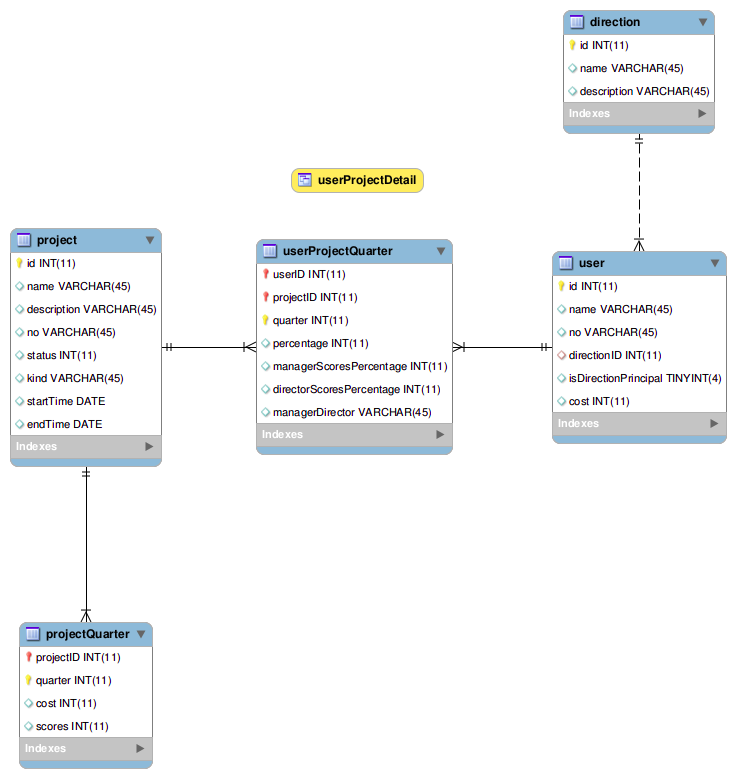 direction
id INT(11)
name VARCHAR(45)
description VARCHAR(45)
Indexes
userProjectDetail
project
id INT(11)
name VARCHAR(45)
description VARCHAR(45)
no VARCHAR(45)
status INT(11)
kind VARCHAR(45)
startTime DATE
endTime DATE
Indexes
userProjectQuarter
userID INT(11)
projectID INT(11)
quarter INT(11)
percentage INT(11)
managerScoresPercentage INT(11)
directorScoresPercentage INT(11)
managerDirector VARCHAR(45)
Indexes
user
id INT(11)
name VARCHAR(45)
no VARCHAR(45)
directionID INT(11)
isDirectionPrincipal TINYINT(4)
cost INT(11)
Indexes
projectQuarter
projectID INT(11)
quarter INT(11)
cost INT(11)
scores INT(11)
Indexes